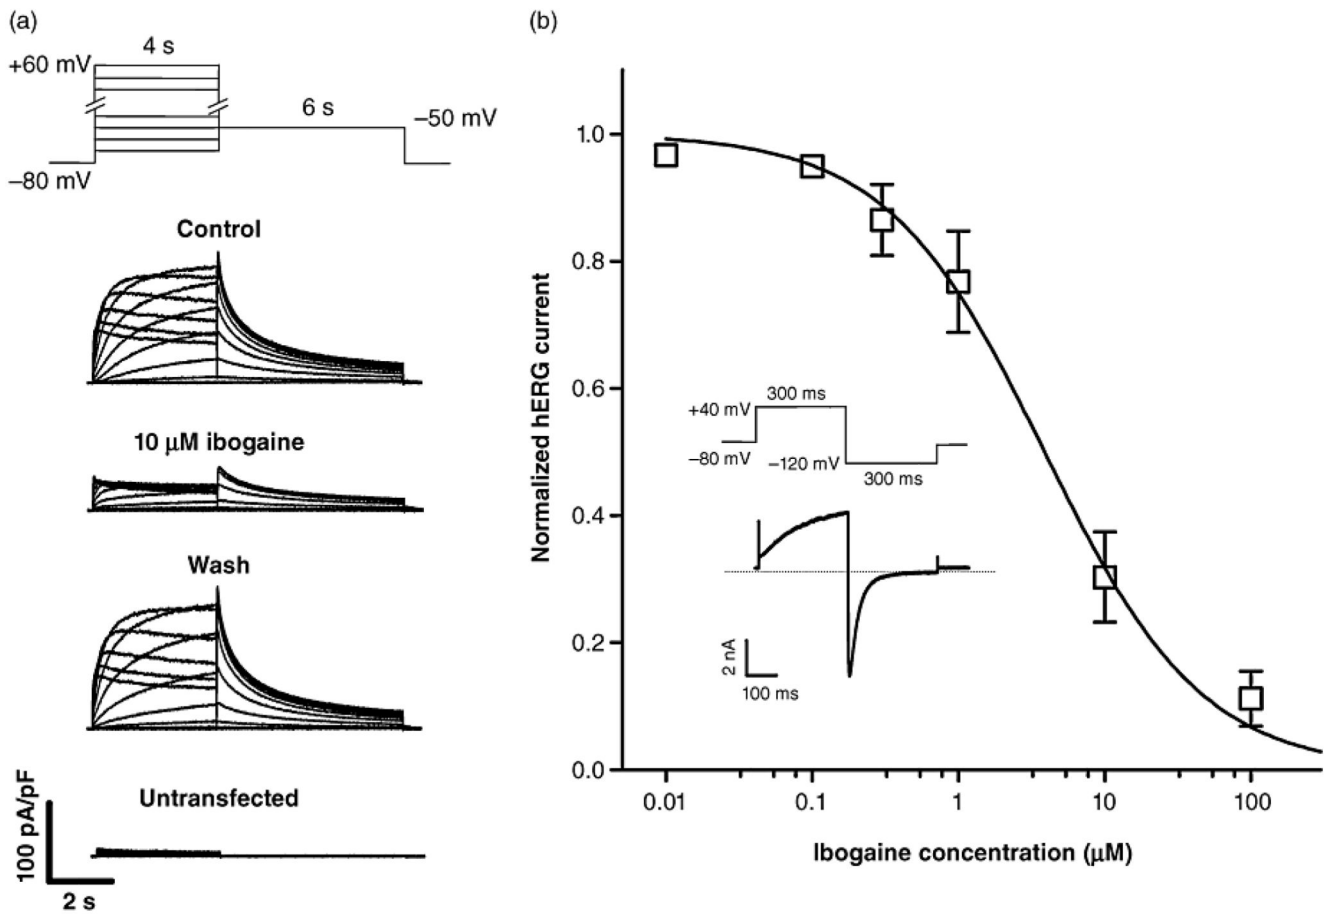 (a)
4 s
+60 mV
6 s
−50 mV
−80 mV
Control
10 µM ibogaine
Wash
Untransfected
100 pA/pF
2 s
(b)
1.0
0.8
0.6
0.4
0.2
0.0
Normalized hERG current
300 ms
+40 mV
−80 mV
−120 mV
300 ms
2 nA
100 ms
0.01
0.1
1
10
100
Ibogaine concentration (µM)